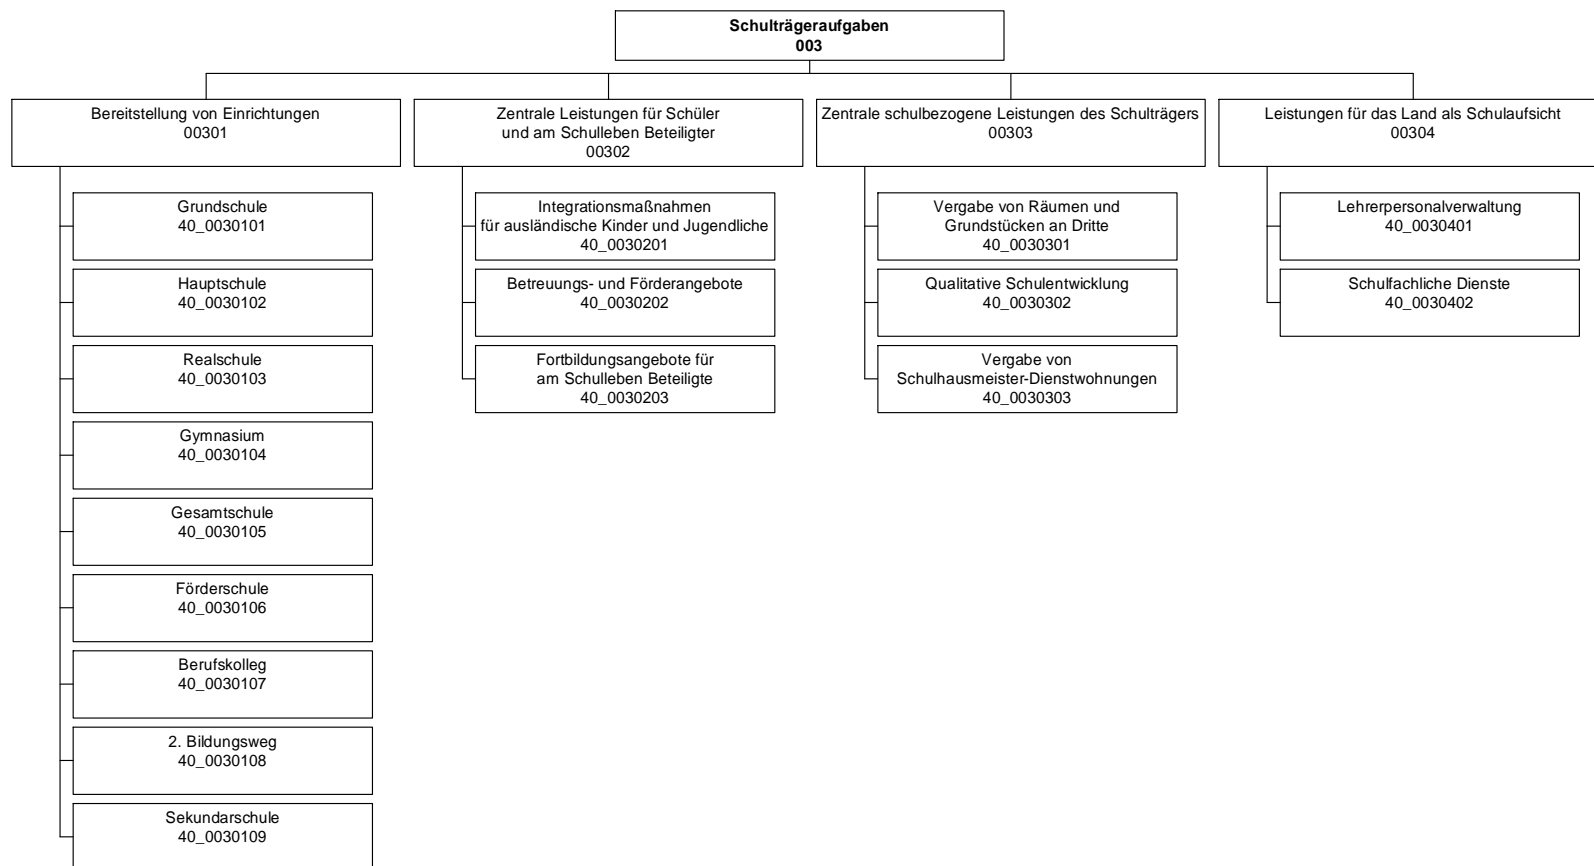 Schulträgeraufgaben
003
Bereitstellung von Einrichtungen
00301
Zentrale Leistungen für Schüler
und am Schulleben Beteiligter
00302
Zentrale schulbezogene Leistungen des Schulträgers
00303
Leistungen für das Land als Schulaufsicht
00304
Grundschule
40_0030101
Hauptschule
40_0030102
Realschule
40_0030103
Gymnasium
40_0030104
Gesamtschule
40_0030105
Förderschule
40_0030106
Berufskolleg
40_0030107
2. Bildungsweg
40_0030108
Sekundarschule
40_0030109
Integrationsmaßnahmen
für ausländische Kinder und Jugendliche
40_0030201
Betreuungs- und Förderangebote
40_0030202
Fortbildungsangebote für
am Schulleben Beteiligte
40_0030203
Vergabe von Räumen und
Grundstücken an Dritte
40_0030301
Qualitative Schulentwicklung
40_0030302
Vergabe von
Schulhausmeister-Dienstwohnungen
40_0030303
Lehrerpersonalverwaltung
40_0030401
Schulfachliche Dienste
40_0030402